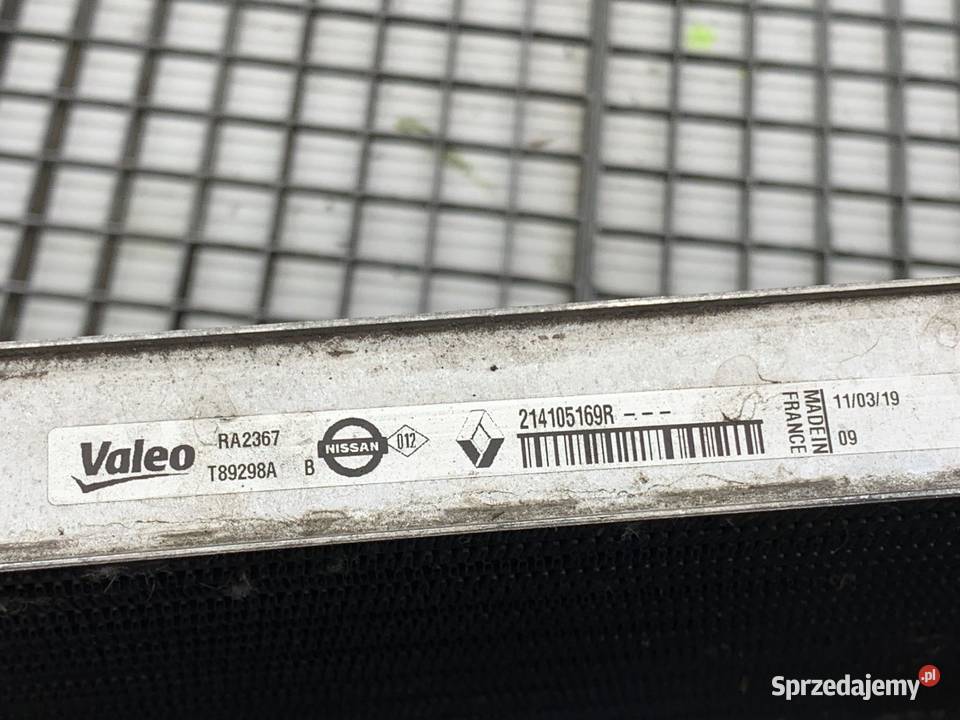 Valeo
RA2367
T89298A
B
NISSAN
012
214105169R - - -
MADE IN
FRANCE
11/03/19
09
Sprzedajemy.pl